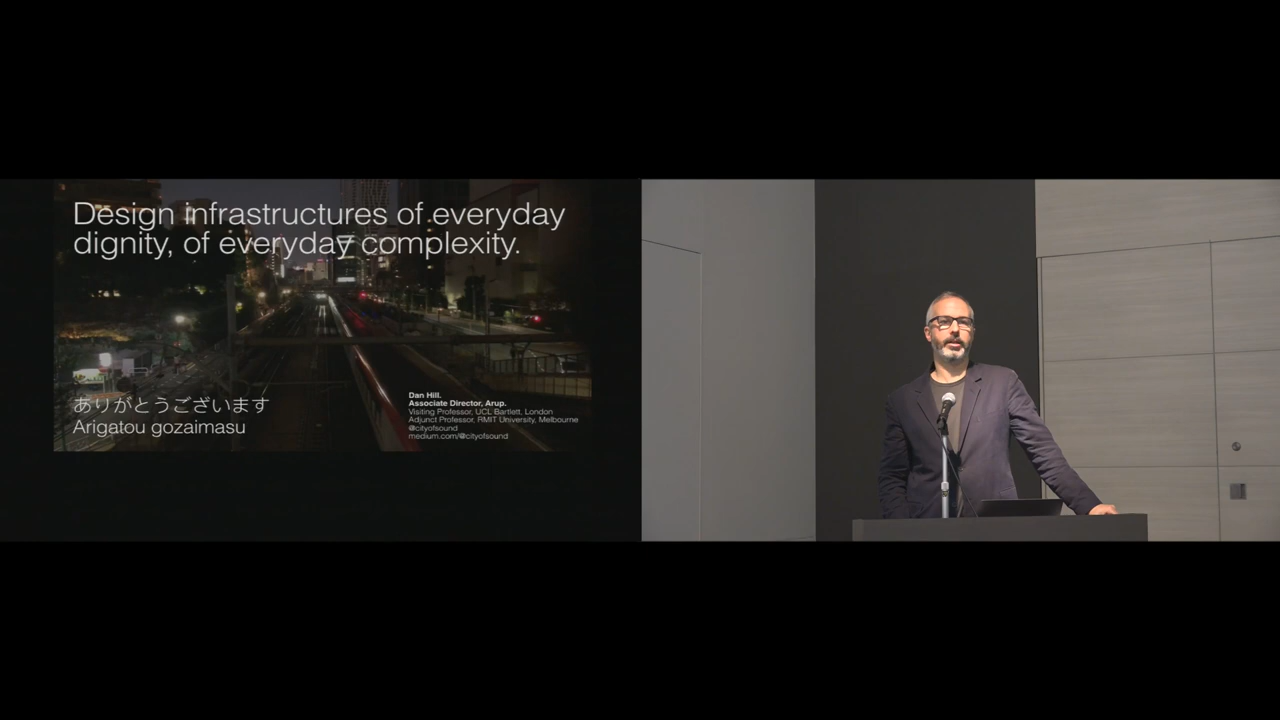 Design infrastructures of everyday
dignity, of everyday complexity.
ありがとうございます
Arigatou gozaimasu
Dan Hill.
Associate Director, Arup.
Visiting Professor, UCL Bartlett, London
Adjunct Professor, RMIT University, Melbourne
@cityofsound
medium.com/@cityofsound